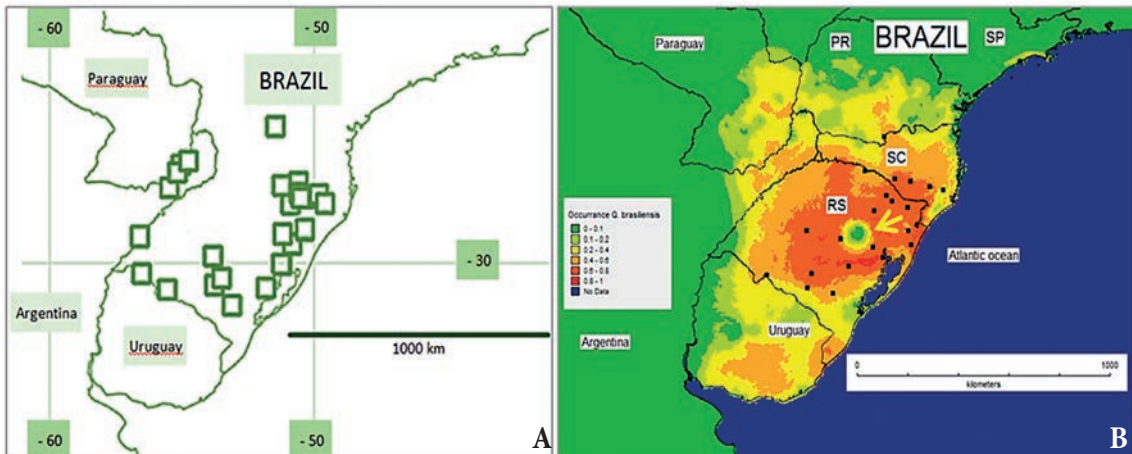 - 60
- 50
Paraguay
BRAZIL
- 30
Argentina
Uruguay
1000 km
- 60
- 50
A
Paraguay
PR
BRAZIL
SP
SC
RS
Occurrance Q. brasiliensis
0 - 0.1
0.1 - 0.2
0.2 - 0.4
0.4 - 0.6
0.6 - 0.8
0.8 - 1
No Data
Atlantic ocean
Argentina
Uruguay
0
1000
kilometers
B